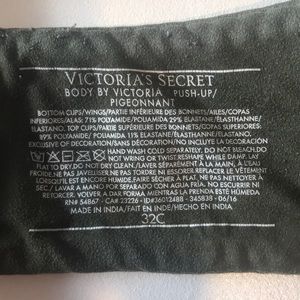 VICTORIA'S SECRET
BODY BY VICTORIA PUSH-UP/
PIGEONNANT
BOTTOM CUPS/WINGS/PARTIE INFÉRIEURE DES BONNETS/AILES/COPAS
INFERIORES/ALAS: 71% POLYAMIDE/POLIAMIDA 29% ELASTANE/ÉLASTHANNE/
ELASTANO. TOP CUPS/PARTIE SUPÉRIEURE DES BONNETS/COPAS SUPERIORES:
89% POLYAMIDE/POLIAMIDA 11% ELASTANE/ÉLASTHANNE/ELASTANO.
EXCLUSIVE OF DECORATION/SANS DÉCORATION/DECORACIÓN NO INCLUIDA
HAND WASH COLD SEPARATELY. DO NOT BLEACH. DO
NOT WRING OR TWIST. RESHAPE WHILE DAMP. LAY
FLAT TO DRY. DO NOT DRY CLEAN./LAVER SÉPARÉMENT À LA MAIN, À L'EAU
FROIDE. NE PAS JAVELLISER. NE PAS TORDRE NI ESSORER. REPLACER LE VÊTEMENT
LORSQU'IL EST ENCORE HUMIDE. FAIRE SÉCHER À PLAT. NE PAS NETTOYER À
SEC./ LAVAR A MANO POR SEPARADO CON AGUA FRÍA. NO ESCURRIR NI
RETORCER. VOLVER A DAR FORMA MIENTRAS LA PRENDA ESTÉ HÚMEDA
RN# 54867 - CA# 23226 - ID#36012488 - 345838 - 06/16
MADE IN INDIA/FAIT EN INDE/HECHO EN INDIA
32C